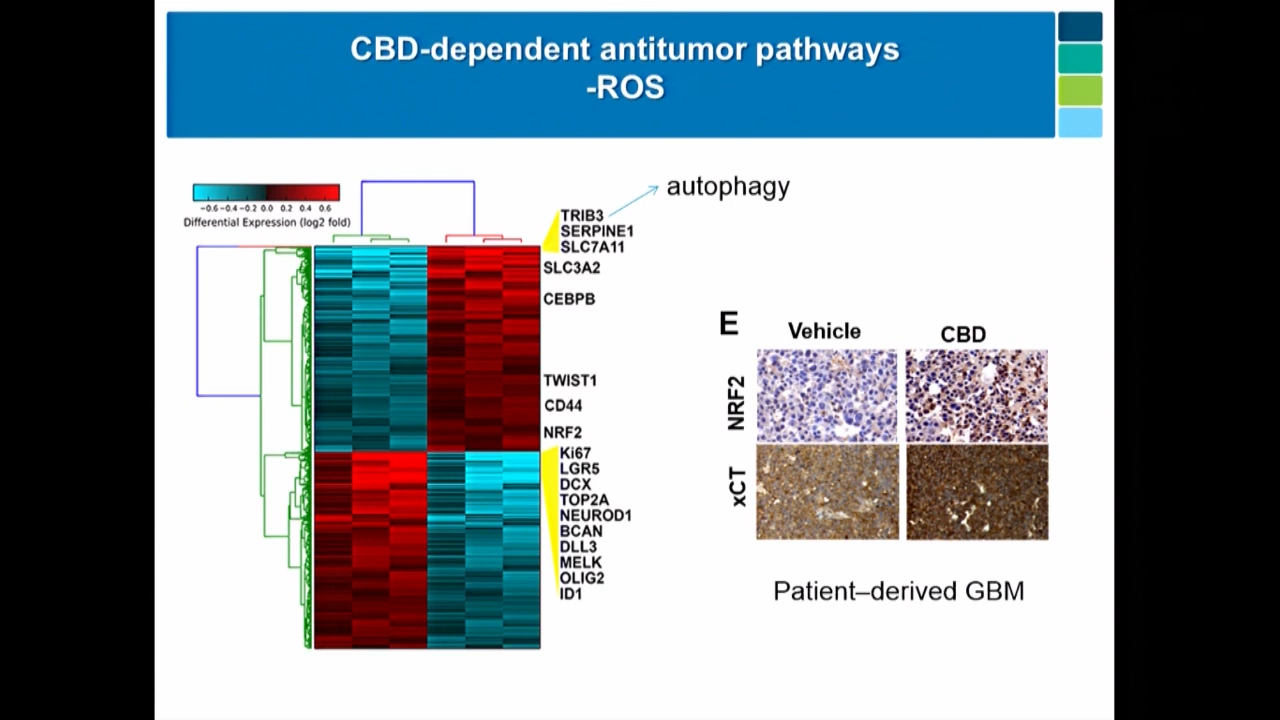 CBD-dependent antitumor pathways
-ROS
−0.6 −0.4 −0.2 0.0 0.2 0.4 0.6
Differential Expression (log2 fold)
autophagy
TRIB3
SERPINE1
SLC7A11
SLC3A2
CEBPB
TWIST1
CD44
NRF2
Ki67
LGR5
DCX
TOP2A
NEUROD1
BCAN
DLL3
MELK
OLIG2
ID1
E
Vehicle
CBD
NRF2
xCT
Patient–derived GBM